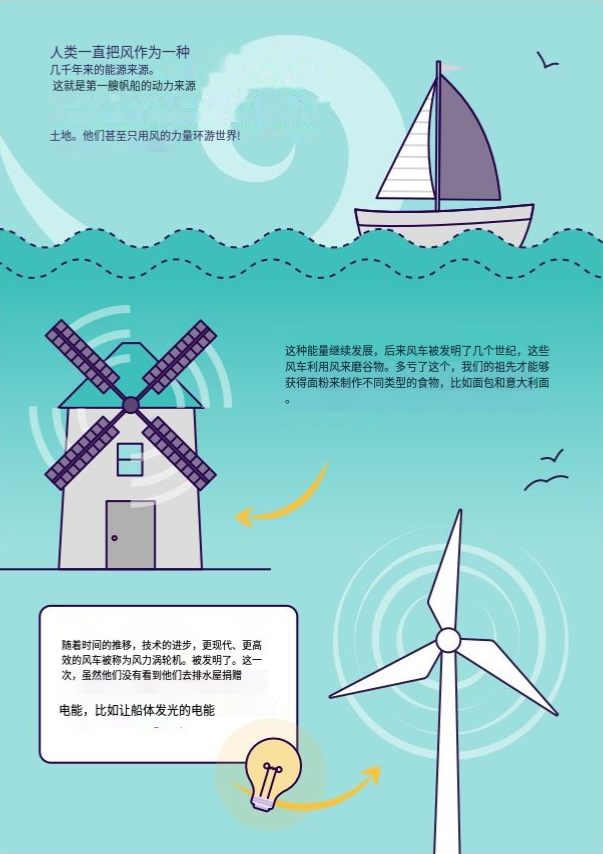 人类一直把风作为一种
几千年来的能源来源。
这就是第一艘帆船的动力来源
土地。他们甚至只用风的力量环游世界!
这种能量继续发展，后来风车被发明了几个世纪，这些
风车利用风来磨谷物。多亏了这个，我们的祖先才能够
获得面粉来制作不同类型的食物，比如面包和意大利面
。
随着时间的推移，技术的进步，更现代、更高
效的风车被称为风力涡轮机。被发明了。这一
次，虽然他们没有看到他们去排水屋捐赠
电能，比如让船体发光的电能